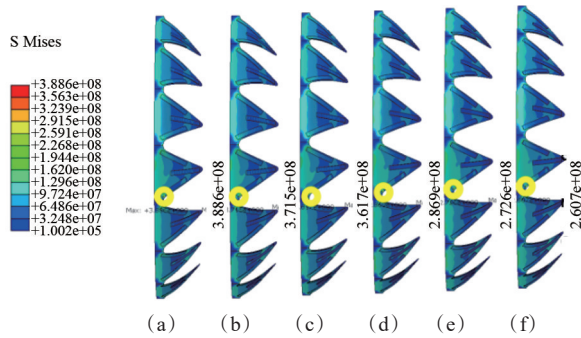 S Mises
+3.886e+08
+3.563e+08
+3.239e+08
+2.915e+08
+2.591e+08
+2.268e+08
+1.944e+08
+1.620e+08
+1.296e+08
+9.724e+07
+6.486e+07
+3.248e+07
+1.002e+05
3.886e+08
3.715e+08
3.617e+08
2.869e+08
2.726e+08
2.607e+08
(a) (b) (c) (d) (e) (f)